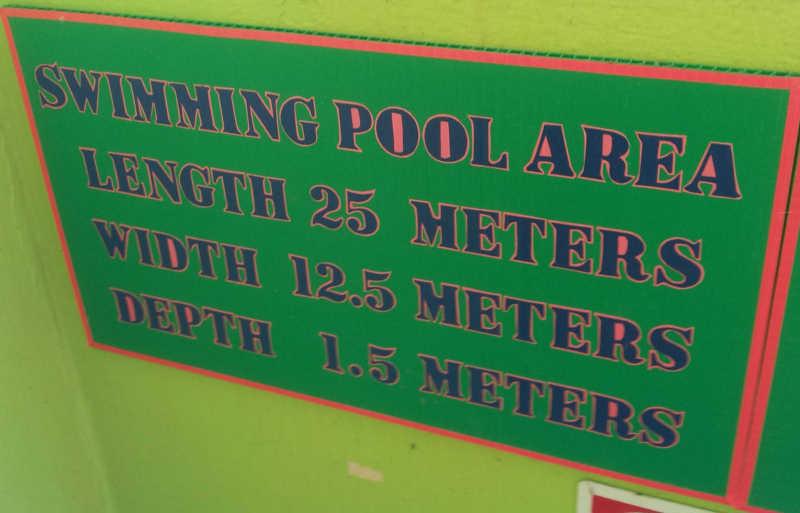 SWIMMING POOL AREA
LENGTH 25 METERS
WIDTH 12.5 METERS
DEPTH 1.5 METERS